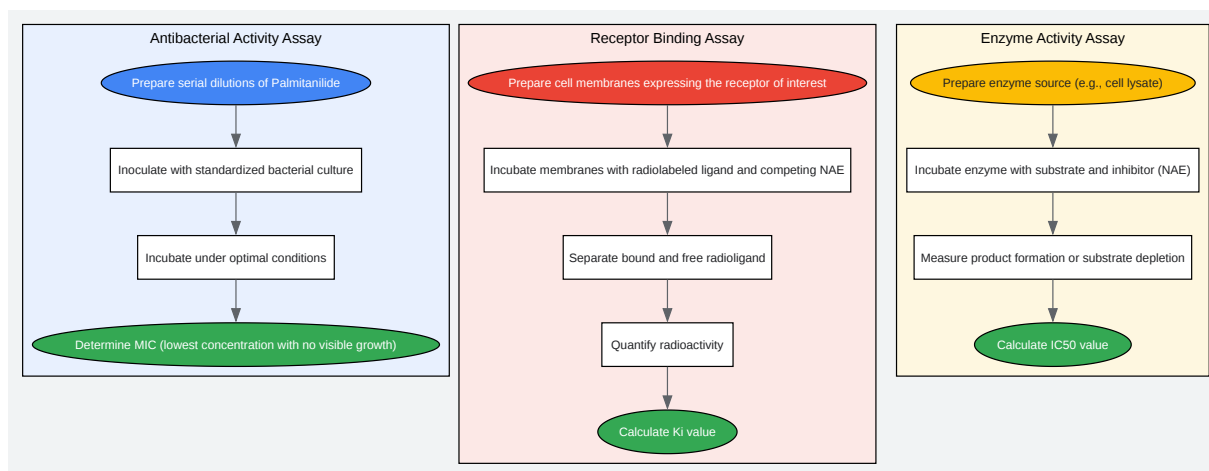 Antibacterial Activity Assay
Prepare serial dilutions of Palmitanilide
Inoculate with standardized bacterial culture
Incubate under optimal conditions
Determine MIC (lowest concentration with no visible growth)
Receptor Binding Assay
Prepare cell membranes expressing the receptor of interest
Incubate membranes with radiolabeled ligand and competing NAE
Separate bound and free radioligand
Quantify radioactivity
Calculate Ki value
Enzyme Activity Assay
Prepare enzyme source (e.g., cell lysate)
Incubate enzyme with substrate and inhibitor (NAE)
Measure product formation or substrate depletion
Calculate IC50 value